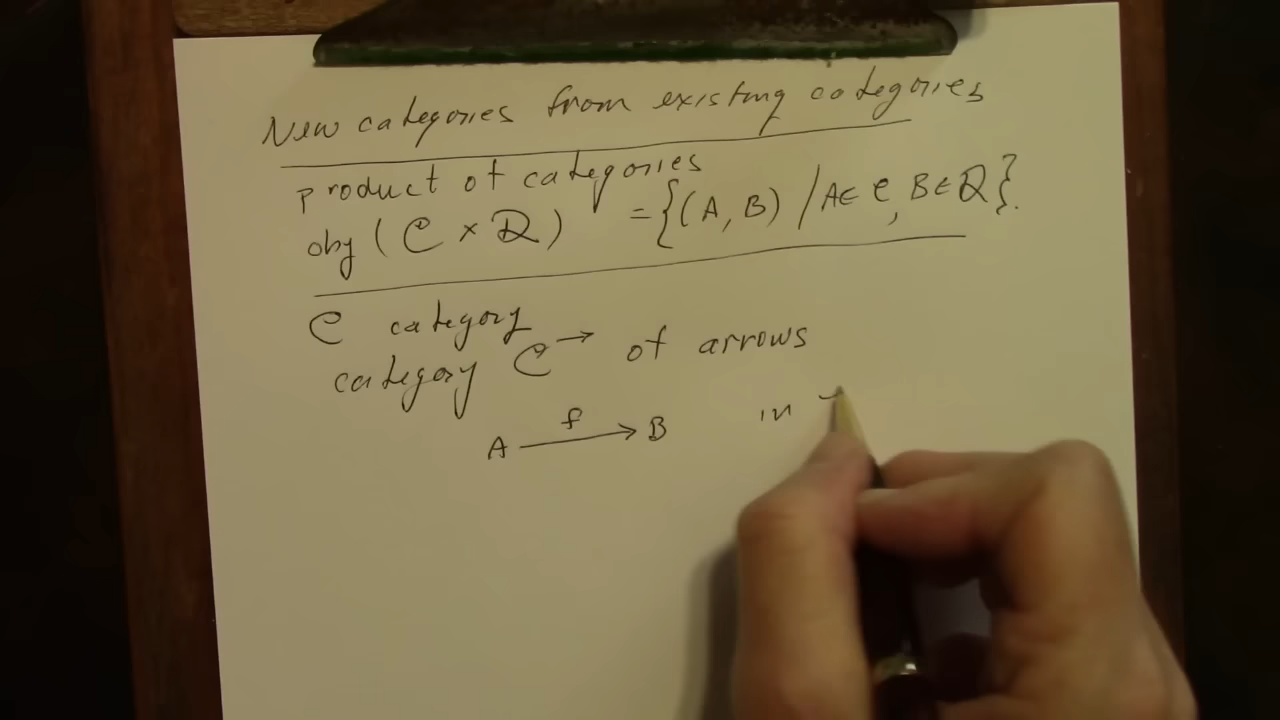 New categories from existing categories
product of categories
obj (C × D) = {(A, B) / A ∈ C, B ∈ D}.
C category
category C→ of arrows
A f→ B in